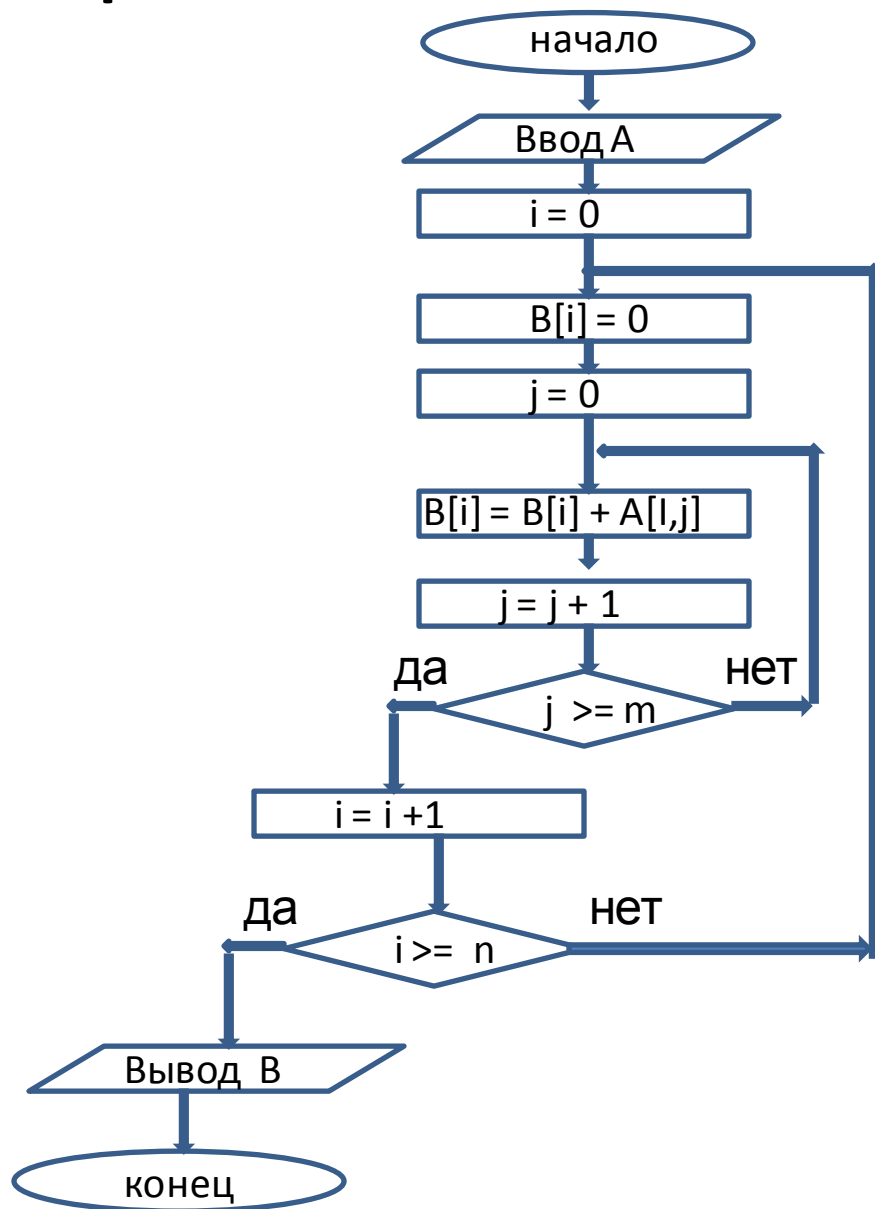 начало
Ввод A
i = 0
B[i] = 0
j = 0
B[i] = B[i] + A[I,j]
j = j + 1
да
нет
j >= m
i = i +1
да
нет
i >= n
Вывод B
конец